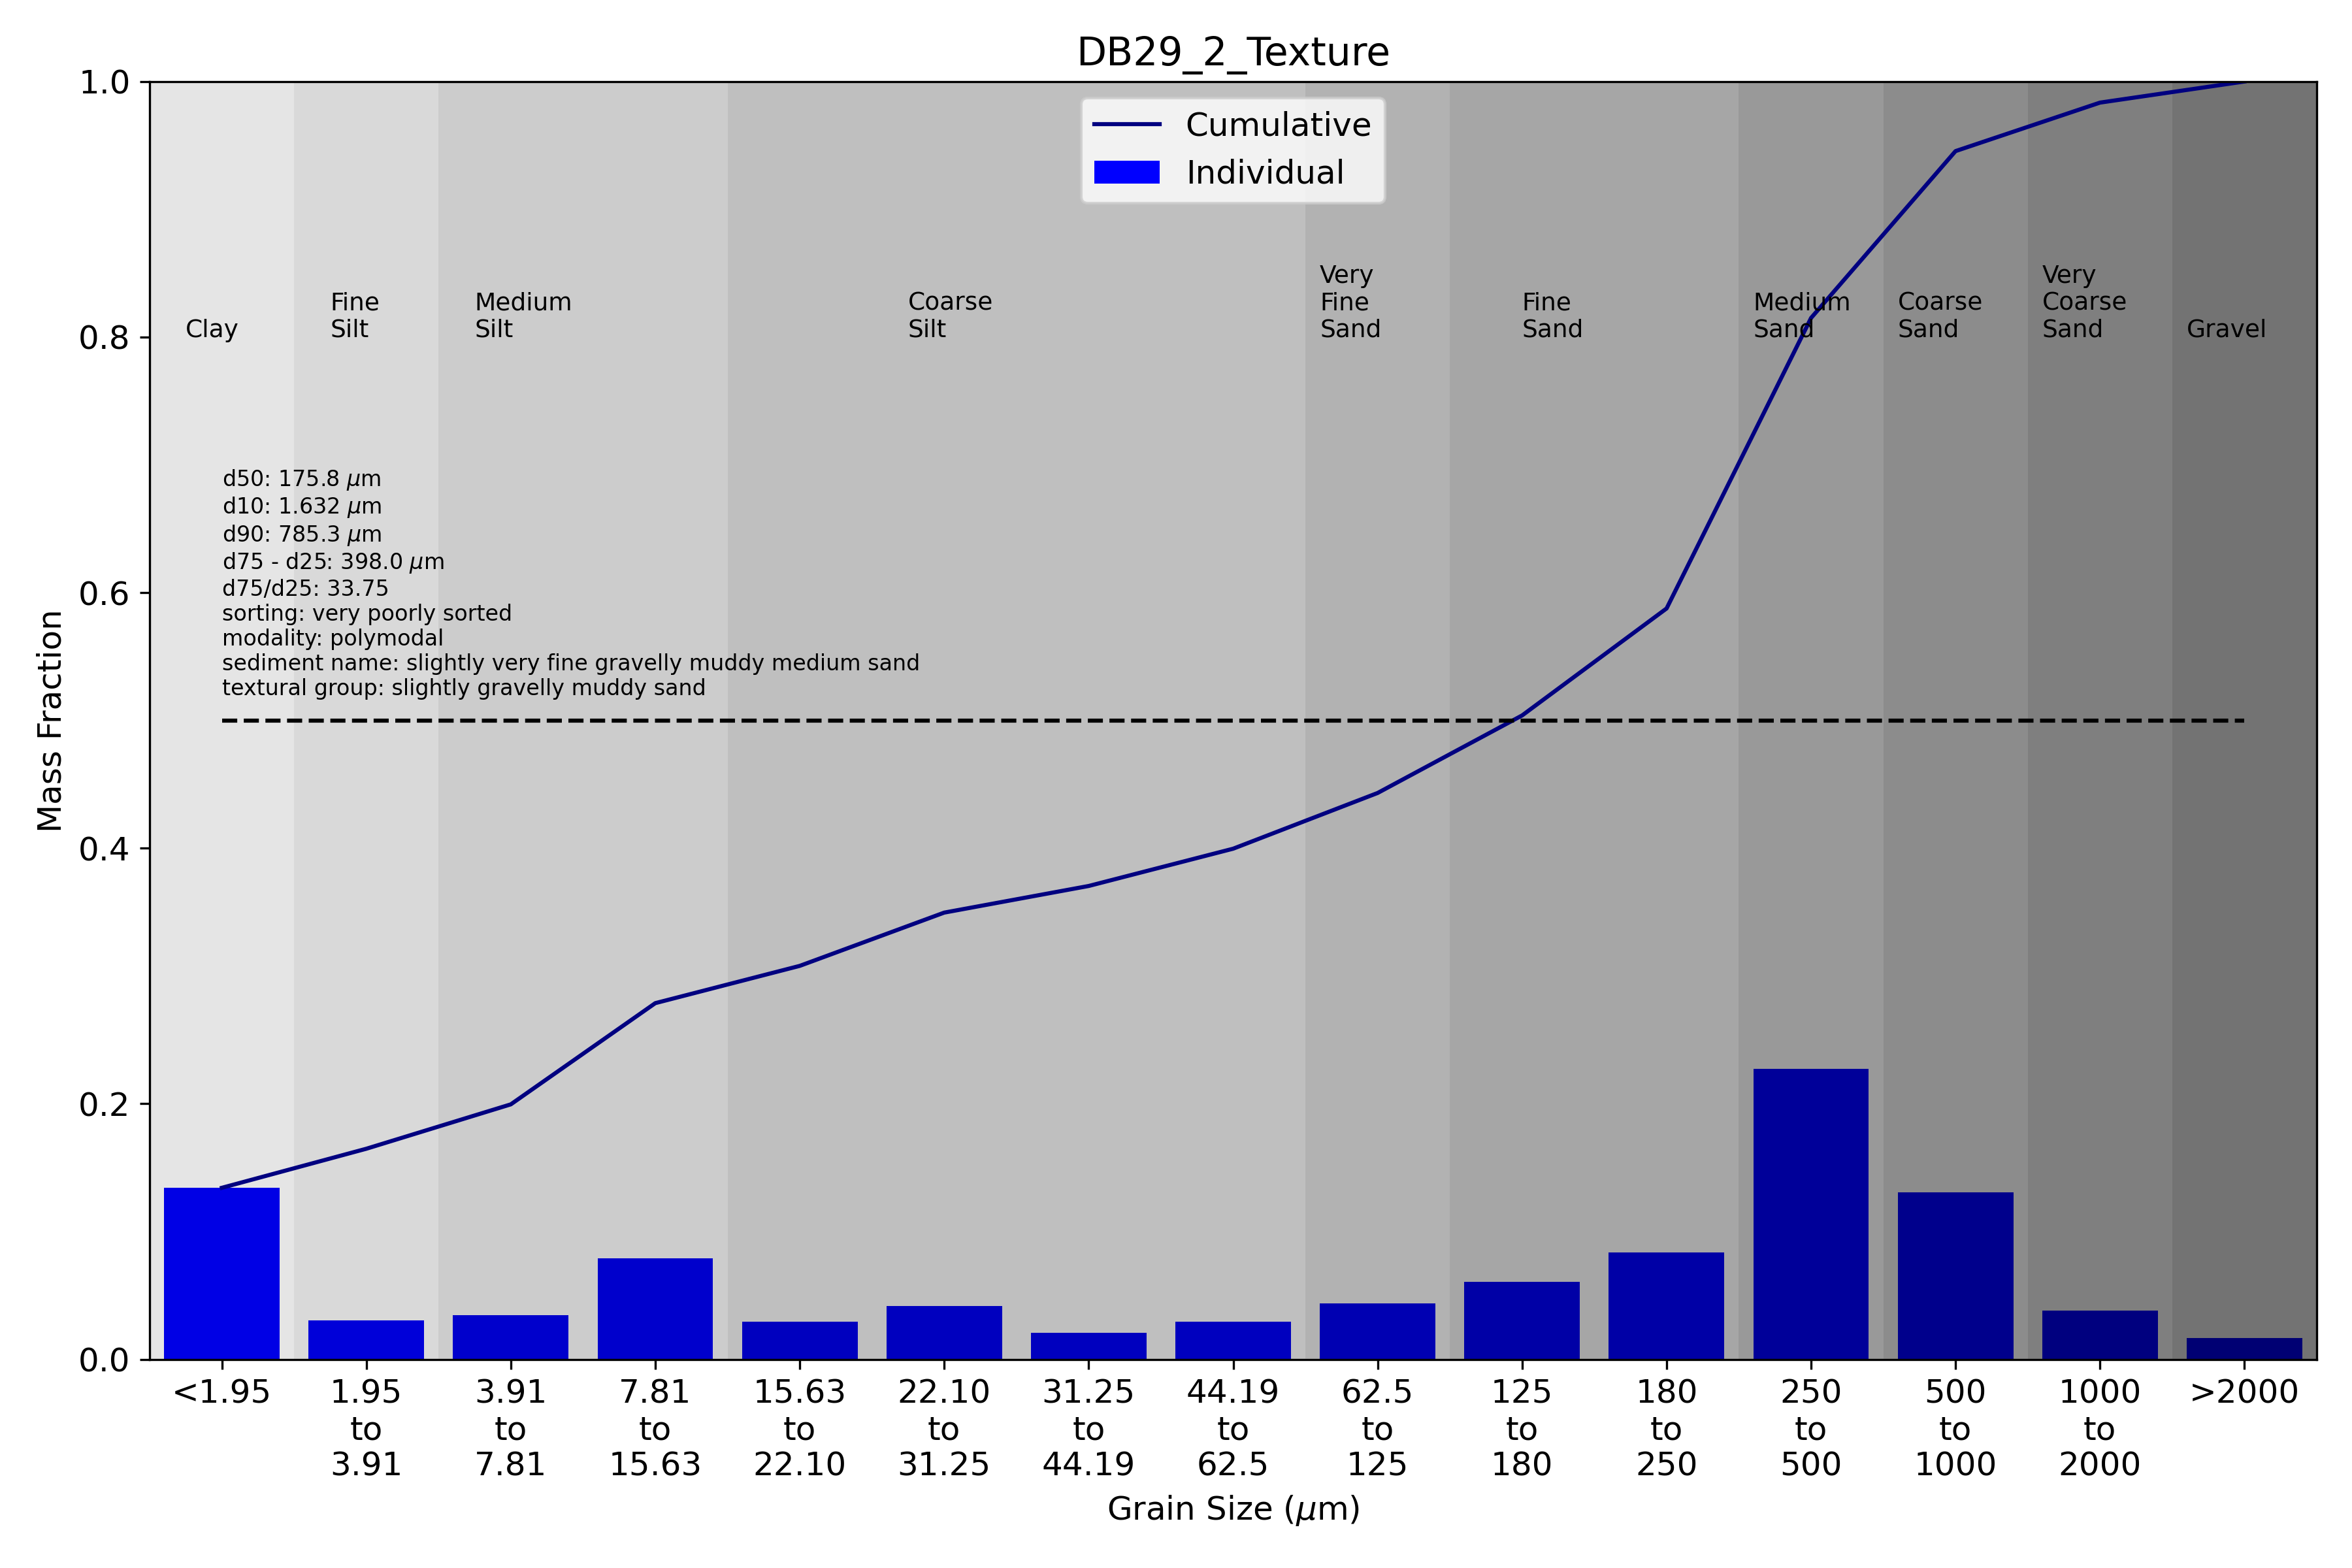 DB29_2_Texture
1.0
0.8
0.6
0.4
0.2
0.0
Mass Fraction
Cumulative
Individual
Clay
Fine
Silt
Medium
Silt
Coarse
Silt
Very
Fine
Sand
Fine
Sand
Medium
Sand
Coarse
Sand
Very
Coarse
Sand
Gravel
d50: 175.8 μm
d10: 1.632 μm
d90: 785.3 μm
d75 - d25: 398.0 μm
d75/d25: 33.75
sorting: very poorly sorted
modality: polymodal
sediment name: slightly very fine gravelly muddy medium sand
textural group: slightly gravelly muddy sand
<1.95
1.95
to
3.91
3.91
to
7.81
7.81
to
15.63
15.63
to
22.10
22.10
to
31.25
31.25
to
44.19
44.19
to
62.5
62.5
to
125
125
to
180
180
to
250
250
to
500
500
to
1000
1000
to
2000
>2000
Grain Size (μm)